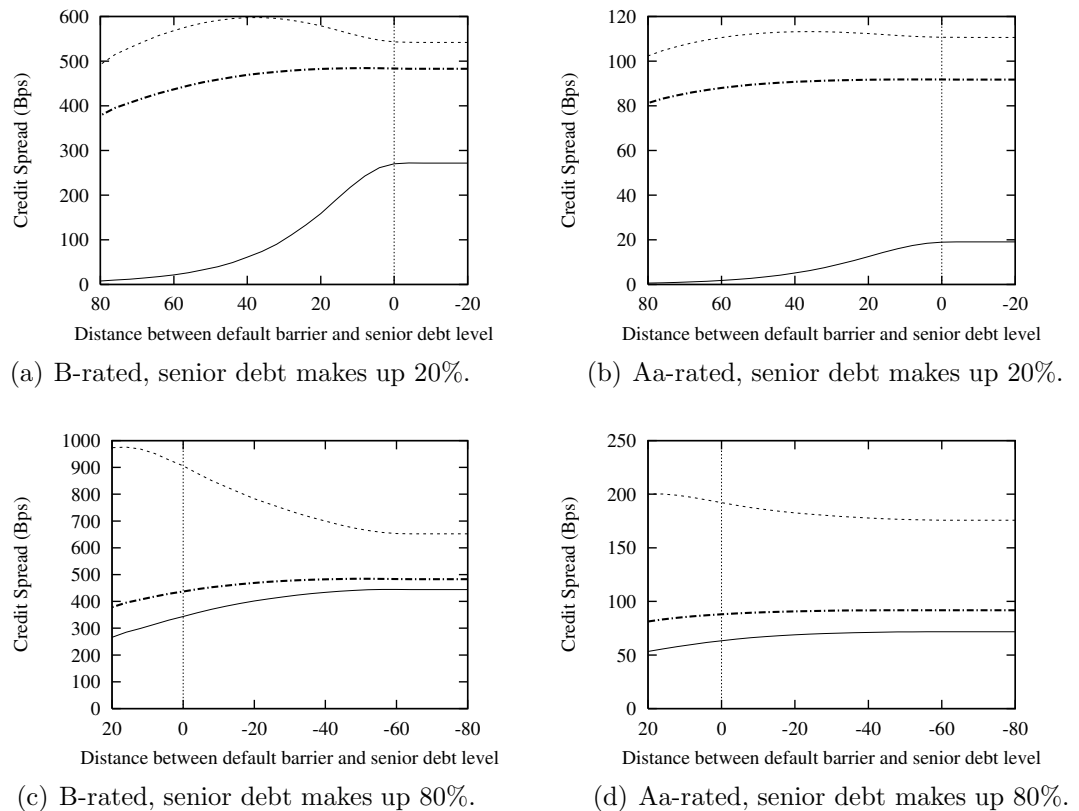 600
500
400
300
200
100
0
Credit Spread (Bps)
80 60 40 20 0 -20
Distance between default barrier and senior debt level
(a) B-rated, senior debt makes up 20%.
120
100
80
60
40
20
0
Credit Spread (Bps)
80 60 40 20 0 -20
Distance between default barrier and senior debt level
(b) Aa-rated, senior debt makes up 20%.
1000
900
800
700
600
500
400
300
200
100
0
Credit Spread (Bps)
20 0 -20 -40 -60 -80
Distance between default barrier and senior debt level
(c) B-rated, senior debt makes up 80%.
250
200
150
100
50
0
Credit Spread (Bps)
20 0 -20 -40 -60 -80
Distance between default barrier and senior debt level
(d) Aa-rated, senior debt makes up 80%.